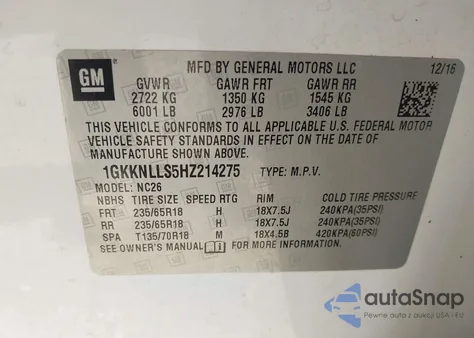 GM
MFD BY GENERAL MOTORS LLC 12/16
GVWR GAWR FRT GAWR RR
2722 KG 1350 KG 1545 KG
6001 LB 2976 LB 3406 LB
THIS VEHICLE CONFORMS TO ALL APPLICABLE U.S. FEDERAL MOTOR
VEHICLE SAFETY STANDARDS IN EFFECT ON THE DATE OF
MANUFACTURE SHOWN ABOVE.
1GKKNLLS5HZ214275 TYPE: M.P.V.
MODEL: NC26
NBHS TIRE SIZE SPEED RTG RIM COLD TIRE PRESSURE
FRT 235/65R18 H 18X7.5J 240KPA(35PSI)
RR 235/65R18 H 18X7.5J 240KPA(35PSI)
SPA T135/70R18 M 18X4.5B 420KPA(60PSI)
SEE OWNER'S MANUAL FOR MORE INFORMATION.
autoSnap
Pewne auta z USA i EU